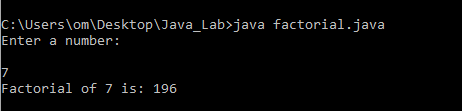 C:\Users\om\Desktop\Java_Lab>java factorial.java
Enter a number:
7
Factorial of 7 is: 196